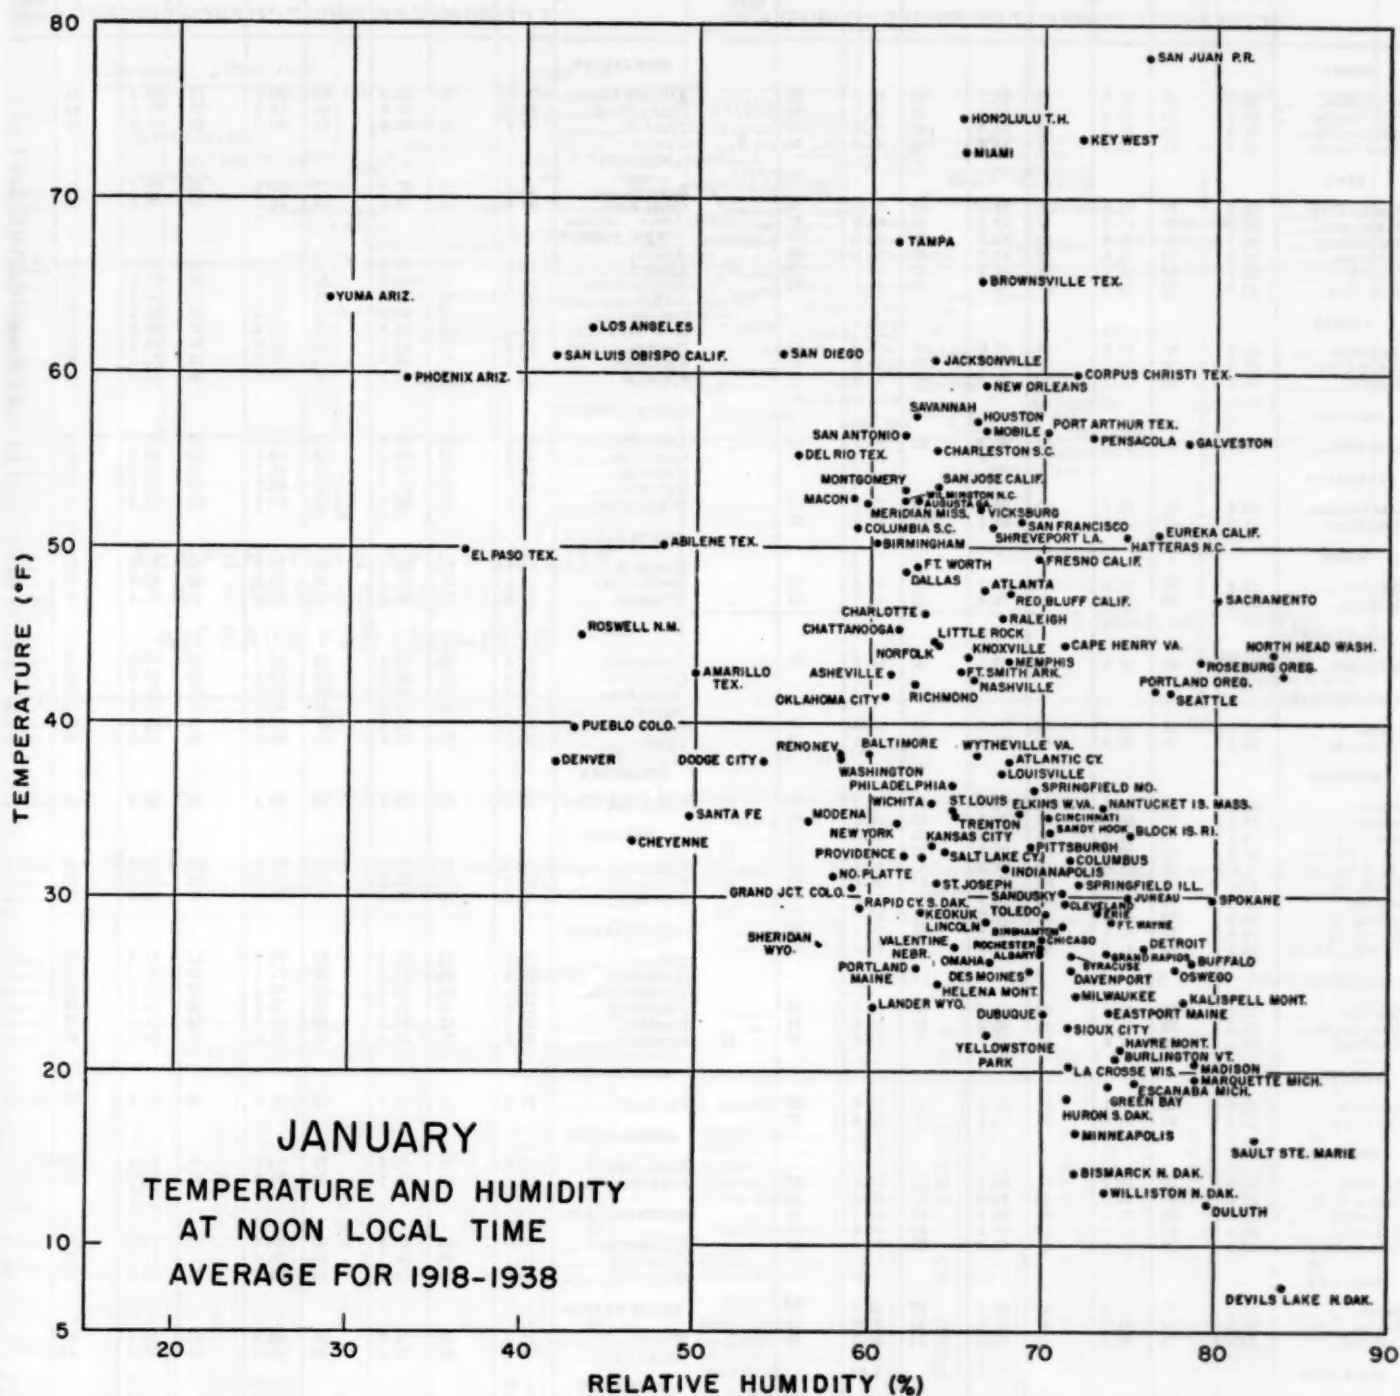 80
SAN JUAN P.R.
HONOLULU T.H.
KEY WEST
MIAMI
70
TAMPA
BROWNSVILLE TEX.
YUMA ARIZ.
LOS ANGELES
SAN LUIS OBISPO CALIF.
SAN DIEGO
JACKSONVILLE
60
PHOENIX ARIZ.
CORPUS CHRISTI TEX.
NEW ORLEANS
SAVANNAH
HOUSTON
MOBILE
PORT ARTHUR TEX.
SAN ANTONIO
PENSACOLA
GALVESTON
DEL RIO TEX.
CHARLESTON S.C.
MONTGOMERY
SAN JOSE CALIF.
MACON
WILMINGTON N.C.
AUGUSTA GA.
MERIDIAN MISS.
VICKSBURG
COLUMBIA S.C.
SAN FRANCISCO
SHREVEPORT LA.
EUREKA CALIF.
HATTERAS N.C.
50
EL PASO TEX.
ABILENE TEX.
BIRMINGHAM
FT. WORTH
FRESNO CALIF.
DALLAS
ATLANTA
RED BLUFF CALIF.
SACRAMENTO
CHARLOTTE
RALEIGH
ROSWELL N.M.
CHATTANOOGA
LITTLE ROCK
NORFOLK
KNOXVILLE
CAPE HENRY VA.
NORTH HEAD WASH.
MEMPHIS
ROSEBURG OREG.
AMARILLO
TEX.
ASHEVILLE
FT. SMITH ARK.
NASHVILLE
PORTLAND OREG.
OKLAHOMA CITY
RICHMOND
SEATTLE
40
PUEBLO COLO.
RENO NEV.
BALTIMORE
WYTHEVILLE VA.
DENVER
DODGE CITY
WASHINGTON
ATLANTIC CY.
LOUISVILLE
PHILADELPHIA
SPRINGFIELD MO.
WICHITA
ST. LOUIS
ELKINS W.VA.
NANTUCKET IS. MASS.
SANTA FE
MODENA
TRENTON
CINCINNATI
NEW YORK
KANSAS CITY
SANDY HOOK
BLOCK IS. R.I.
CHEYENNE
PROVIDENCE
SALT LAKE CY.
PITTSBURGH
COLUMBUS
NO. PLATTE
INDIANAPOLIS
GRAND JCT. COLO.
ST. JOSEPH
SPRINGFIELD ILL.
30
RAPID CY. S. DAK.
SANDUSKY
JUNEAU
SPOKANE
KEOKUK
TOLEDO
CLEVELAND
ERIE
LINCOLN
BINGHAMTON
FT. WAYNE
SHERIDAN
WYO.
VALENTINE
NEBR.
ROCHESTER
CHICAGO
DETROIT
OMAHA
ALBANY
GRAND RAPIDS
BUFFALO
PORTLAND
MAINE
DES MOINES
SYRACUSE
DAVENPORT
OSWEGO
HELENA MONT.
MILWAUKEE
KALISPELL MONT.
LANDER WYO.
DUBUQUE
EASTPORT MAINE
SIOUX CITY
YELLOWSTONE
PARK
HAVRE MONT.
BURLINGTON VT.
20
LA CROSSE WIS.
MADISON
MARQUETTE MICH.
ESCANABA MICH.
GREEN BAY
HURON S. DAK.
MINNEAPOLIS
SAULT STE. MARIE
BISMARCK N. DAK.
WILLISTON N. DAK.
DULUTH
10
DEVILS LAKE N. DAK.
5
TEMPERATURE (°F)
JANUARY
TEMPERATURE AND HUMIDITY
AT NOON LOCAL TIME
AVERAGE FOR 1918-1938
20 30 40 50 60 70 80 90
RELATIVE HUMIDITY (%)